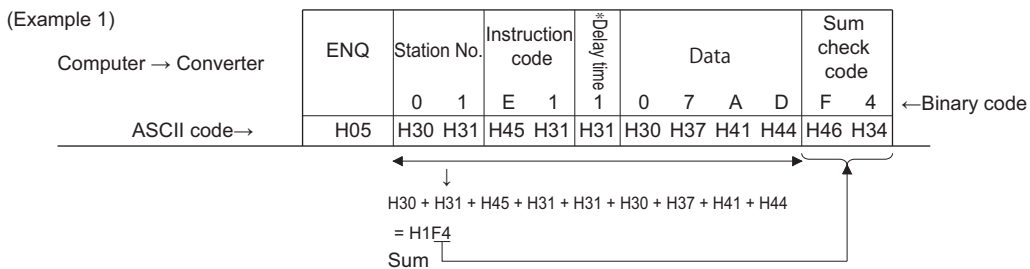 (Example 1)
Computer → Converter
ENQ Station No. Instruction code *Delay time Data Sum check code
0 1 E 1 1 0 7 A D F 4 ←Binary code
ASCII code→ H05 H30 H31 H45 H31 H31 H30 H37 H41 H44 H46 H34
↓
H30 + H31 + H45 + H31 + H31 + H30 + H37 + H41 + H44
= H1F4
Sum